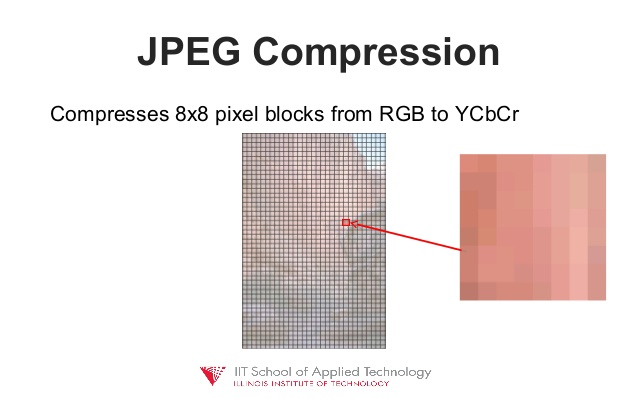 JPEG Compression
Compresses 8x8 pixel blocks from RGB to YCbCr
IIT School of Applied Technology
ILLINOIS INSTITUTE OF TECHNOLOGY